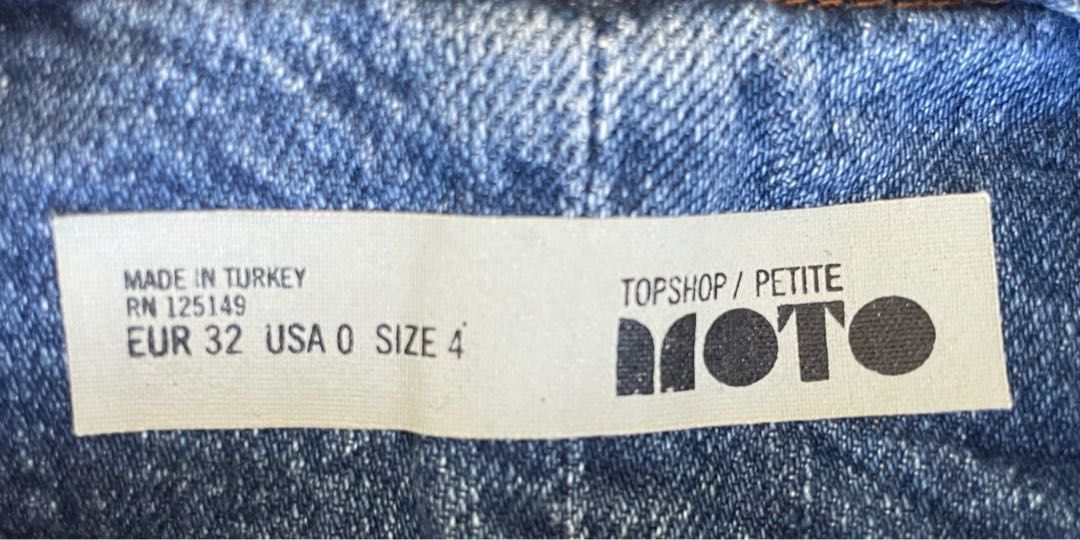 MADE IN TURKEY
RN 125149
EUR 32 USA 0 SIZE 4
TOPSHOP / PETITE
MOTO